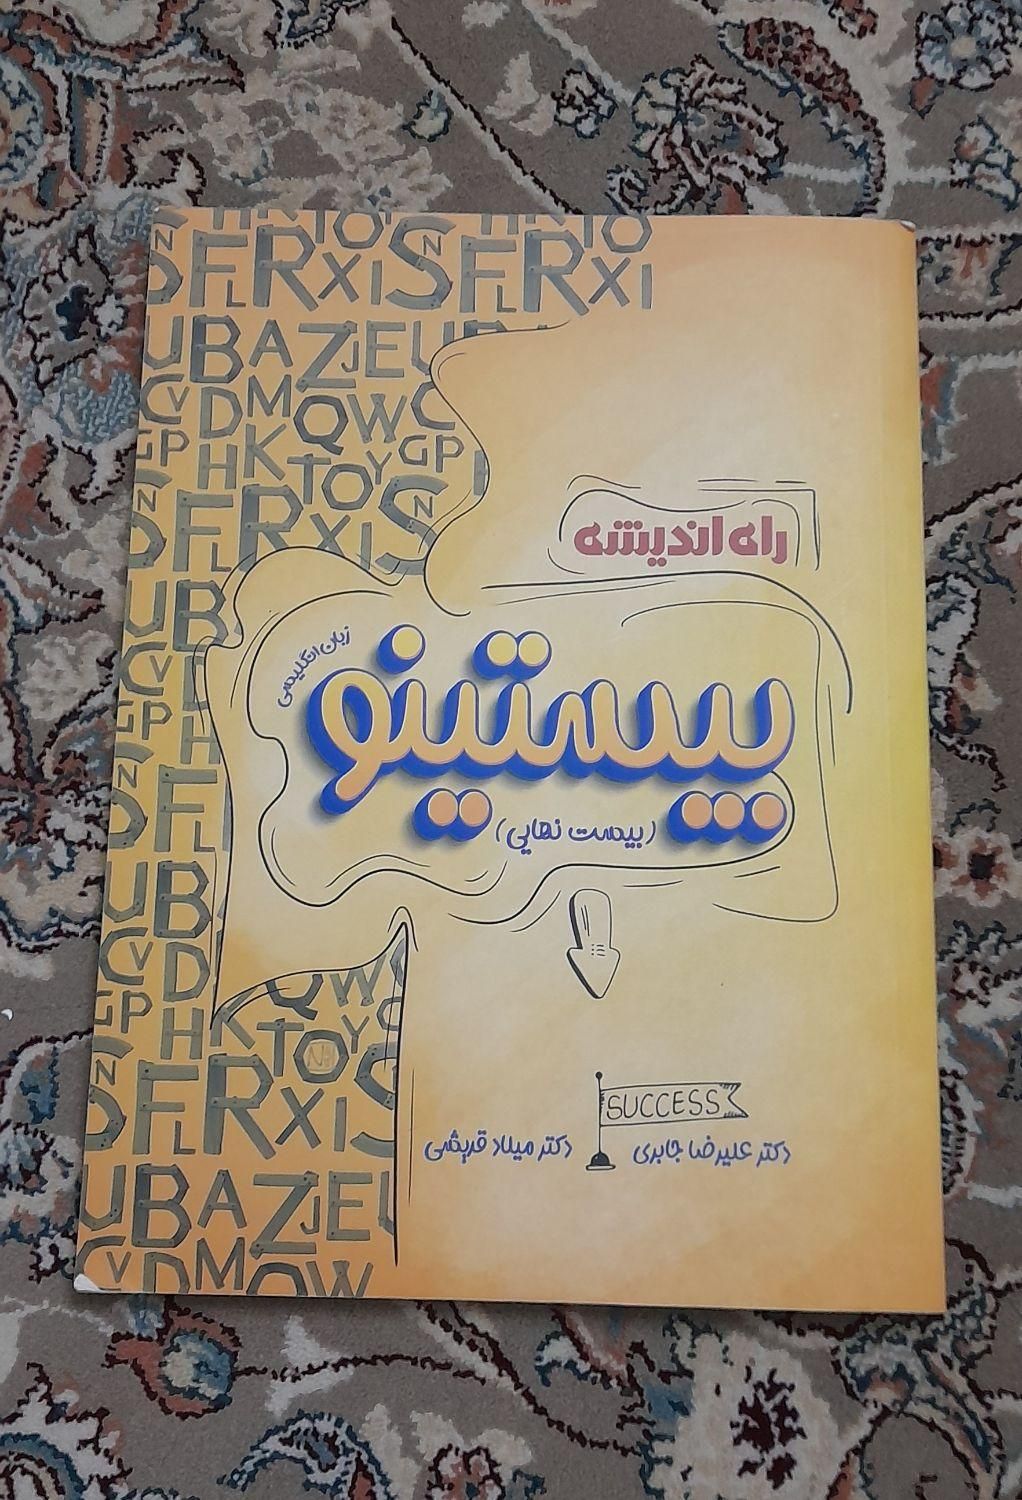 راه اندیشه
زبان انگلیسی
بیستینو
(بیست نهایی)
SUCCESS
دکتر علیرضا جابری
دکتر میلاد قریشی